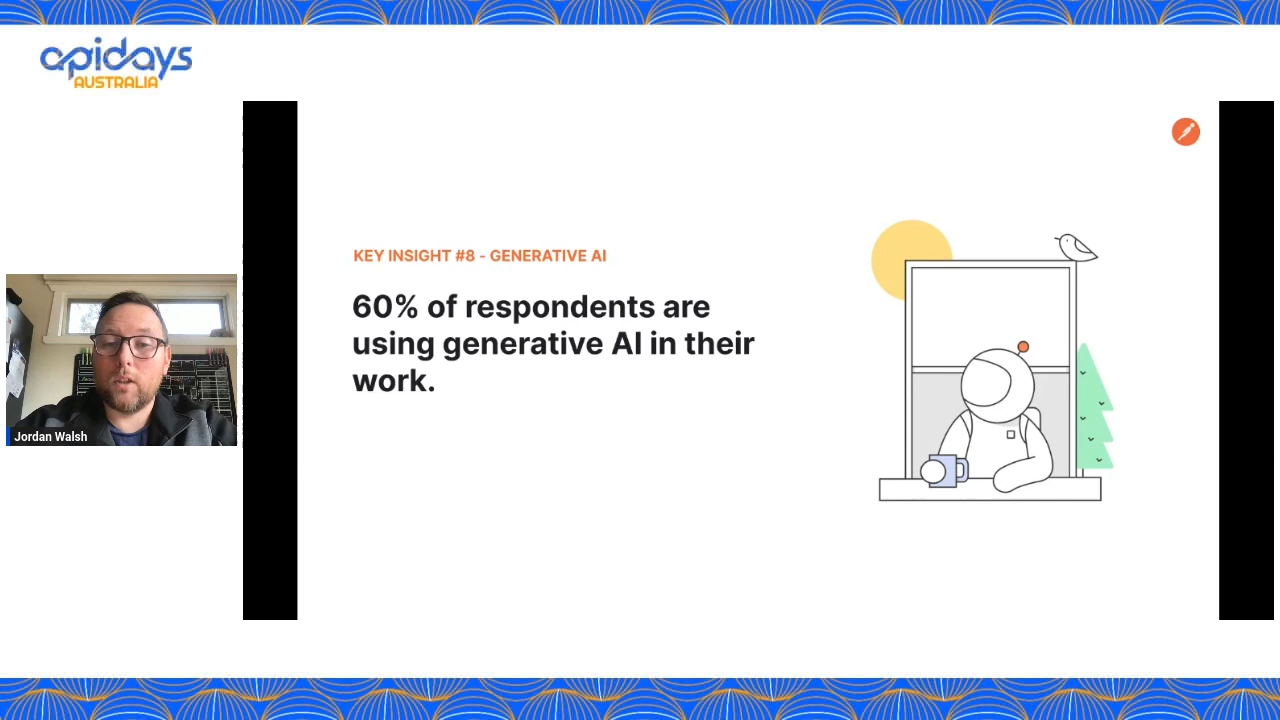 apidays
AUSTRALIA
KEY INSIGHT #8 - GENERATIVE AI
60% of respondents are
using generative AI in their
work.
Jordan Walsh